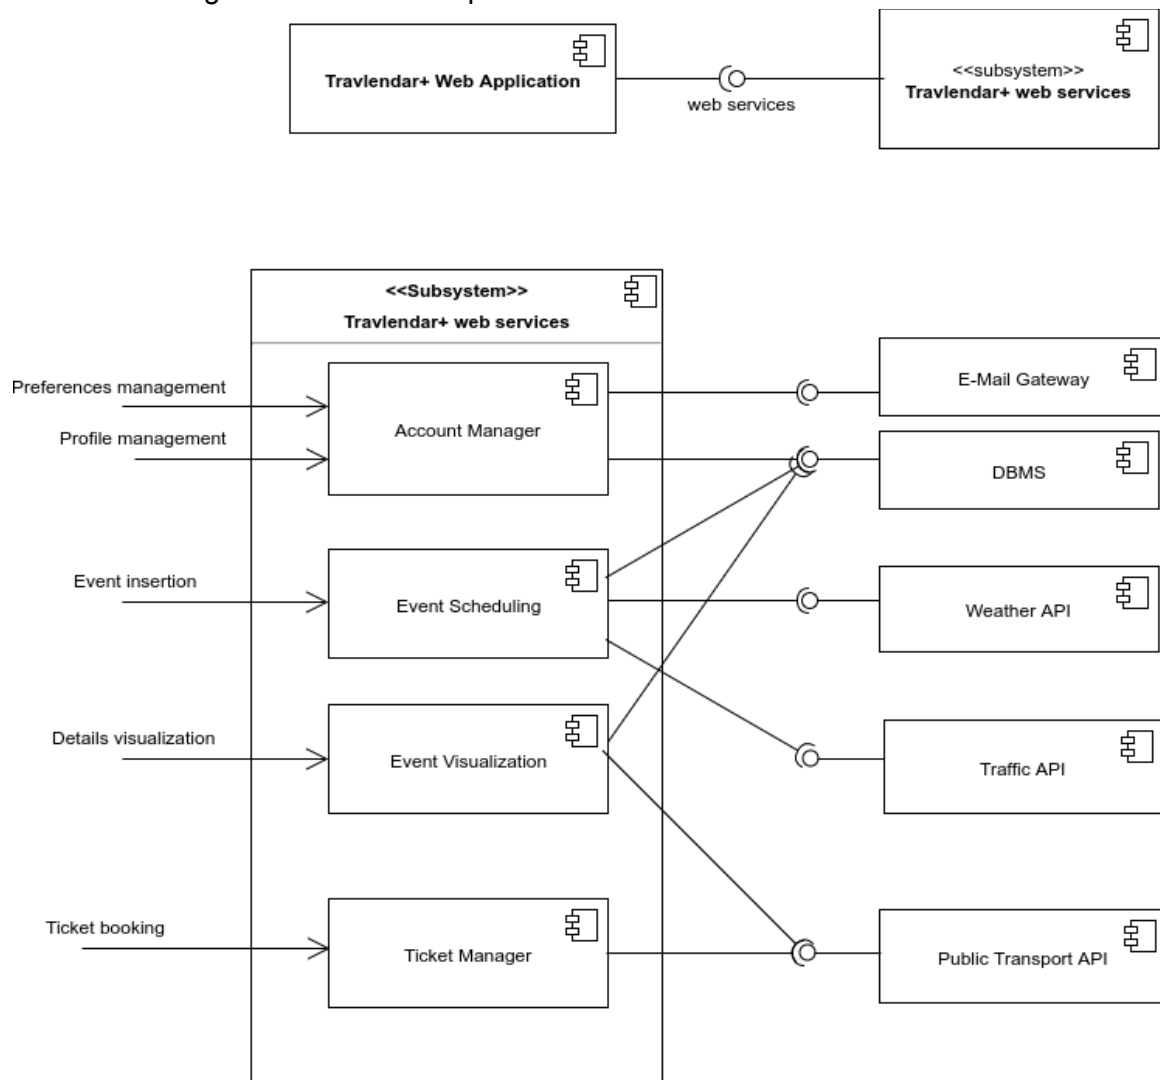 Travlendar+ Web Application
web services
<<subsystem>>
Travlendar+ web services
<<Subsystem>>
Travlendar+ web services
Preferences management
Profile management
Account Manager
E-Mail Gateway
DBMS
Event insertion
Event Scheduling
Weather API
Details visualization
Event Visualization
Traffic API
Ticket booking
Ticket Manager
Public Transport API